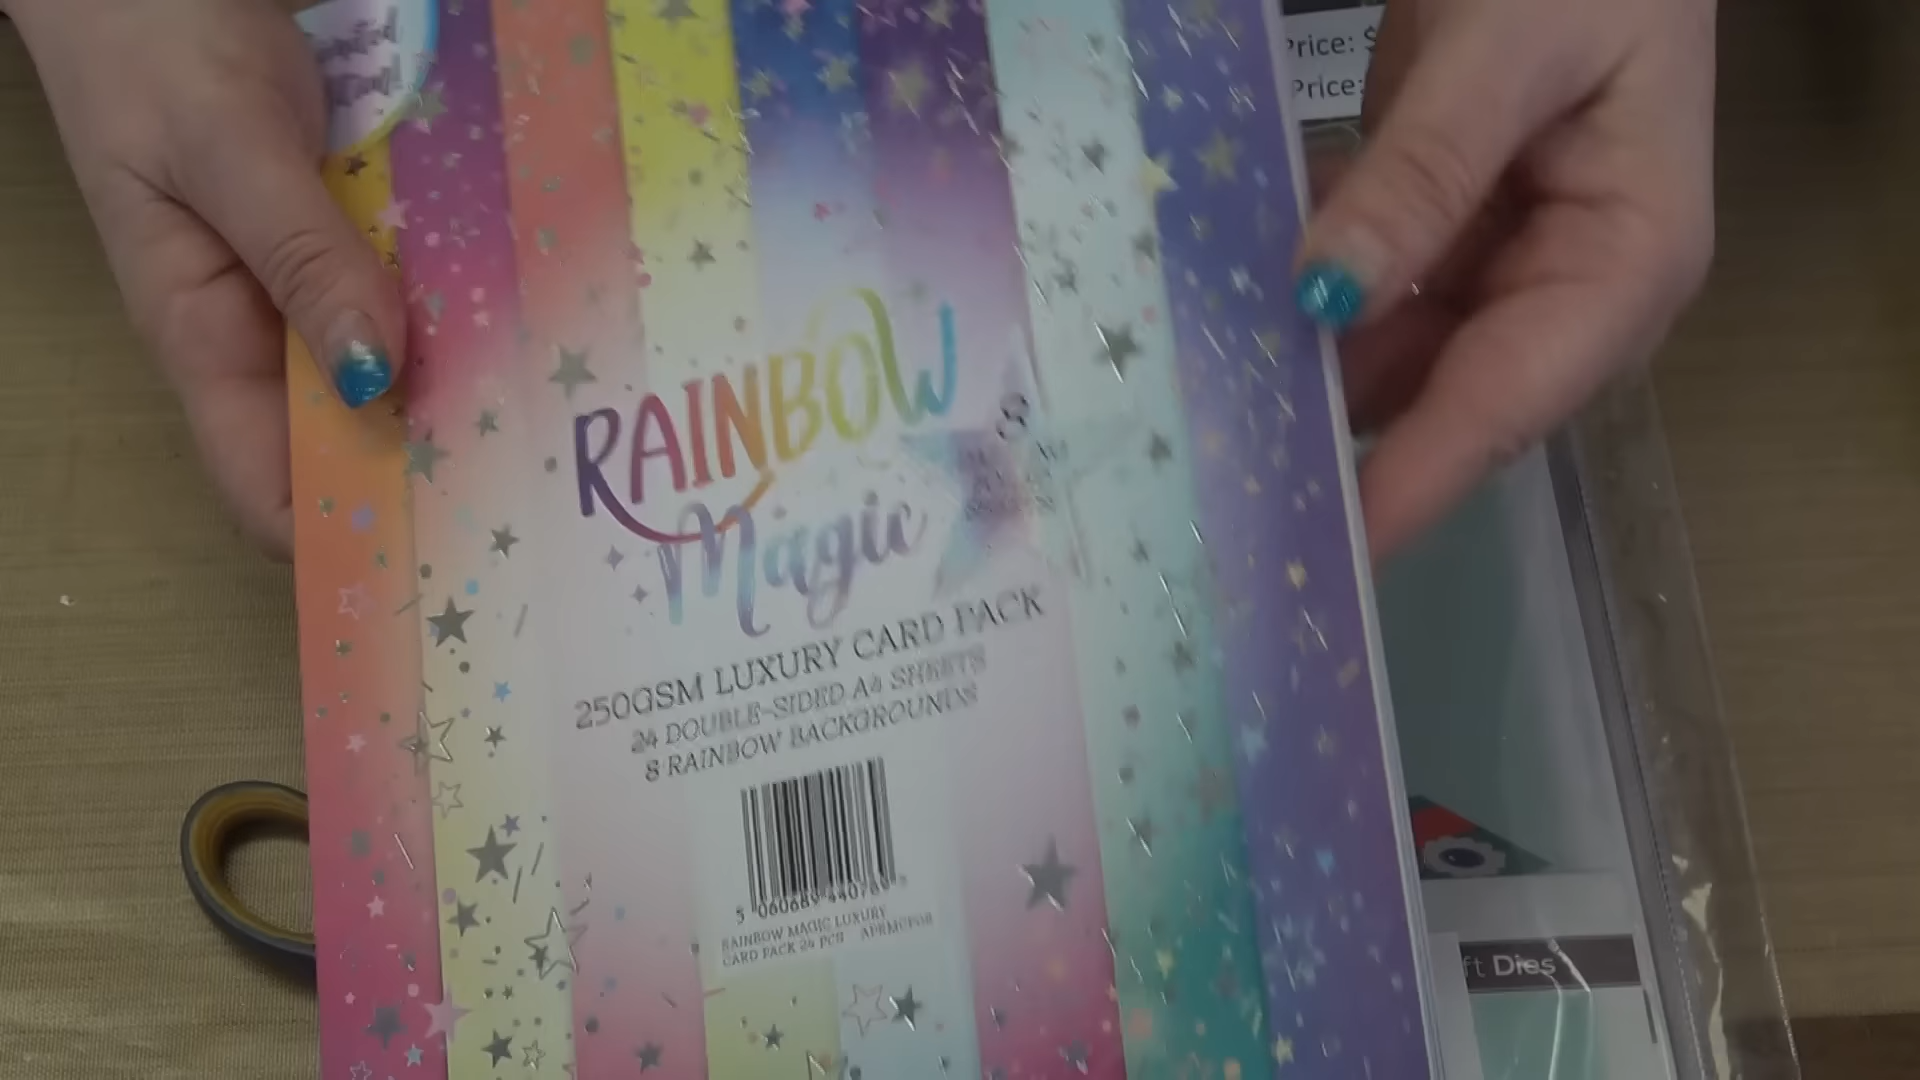 Price: $
Price:
RAINBOW
Magic
250GSM LUXURY CARD PACK
24 DOUBLE-SIDED A4 SHEETS
8 RAINBOW BACKGROUNDS
RAINBOW MAGIC LUXURY
CARD PACK 24 PCS
ft Dies